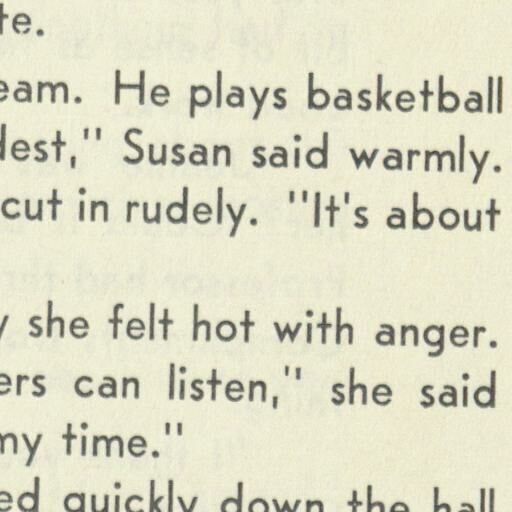 te.
eam. He plays basketball
dest," Susan said warmly.
cut in rudely. "It's about
y she felt hot with anger.
ers can listen," she said
my time."
ed quickly down the hall